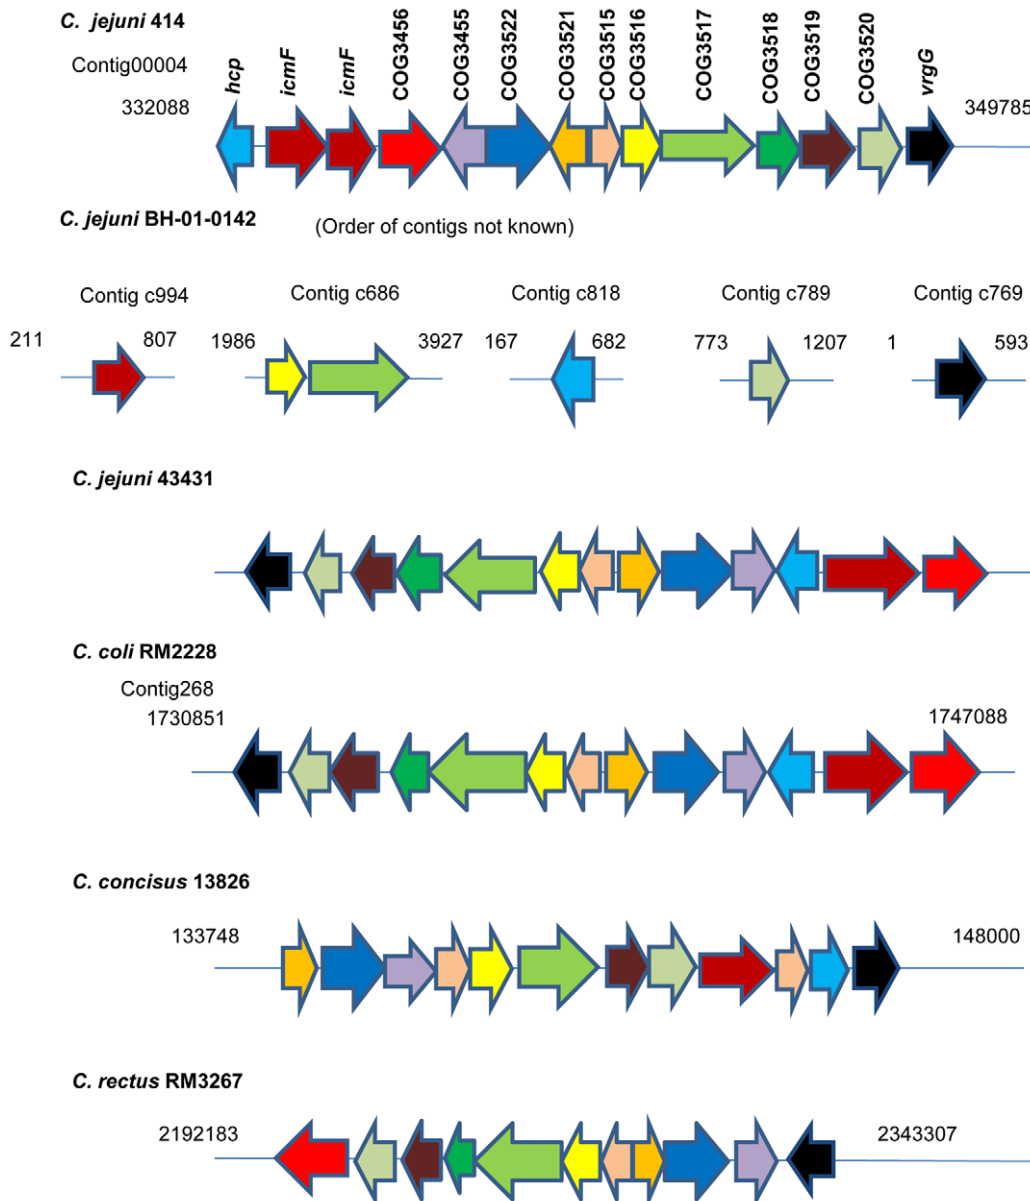 C. jejuni 414
Contig00004
332088
hcp
icmF
icmF
COG3456
COG3455
COG3522
COG3521
COG3515
COG3516
COG3517
COG3518
COG3519
COG3520
vrgG
349785
C. jejuni BH-01-0142
(Order of contigs not known)
Contig c994
Contig c686
Contig c818
Contig c789
Contig c769
211
807
1986
3927
167
682
773
1207
1
593
C. jejuni 43431
C. coli RM2228
Contig268
1730851
1747088
C. concisus 13826
133748
148000
C. rectus RM3267
2192183
2343307